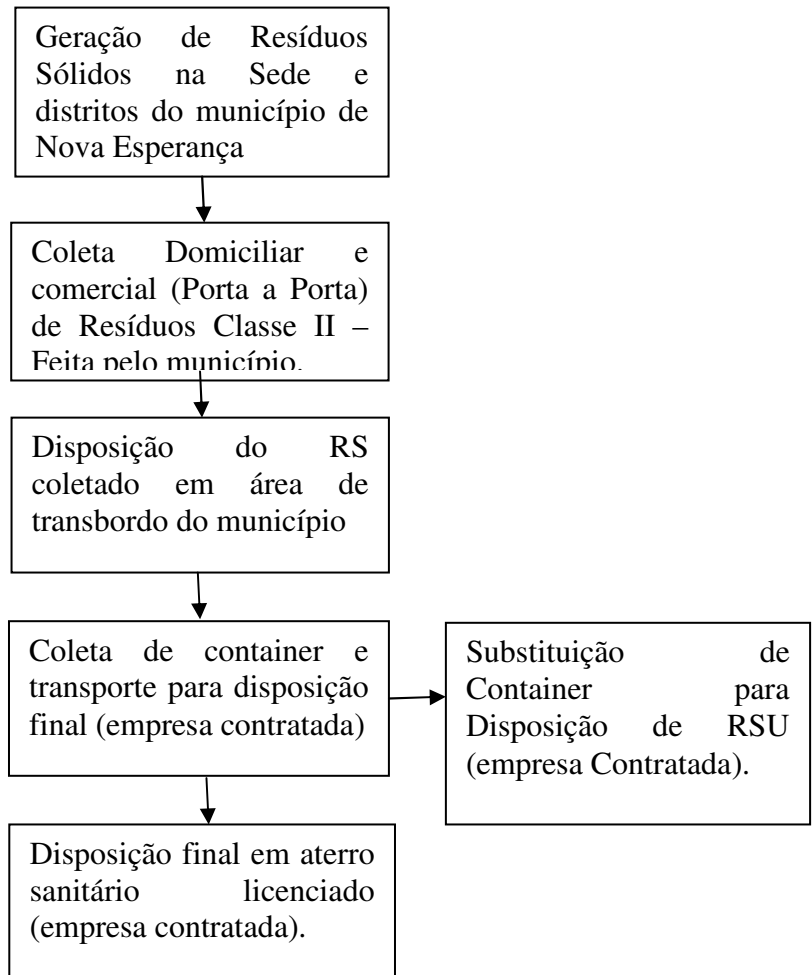 Geração de Resíduos
Sólidos na Sede e
distritos do município de
Nova Esperança
Coleta Domiciliar e
comercial (Porta a Porta)
de Resíduos Classe II –
Feita pelo município.
Disposição do RS
coletado em área de
transbordo do município
Coleta de container e
transporte para disposição
final (empresa contratada)
Substituição de
Container para
Disposição de RSU
(empresa Contratada).
Disposição final em aterro
sanitário licenciado
(empresa contratada).